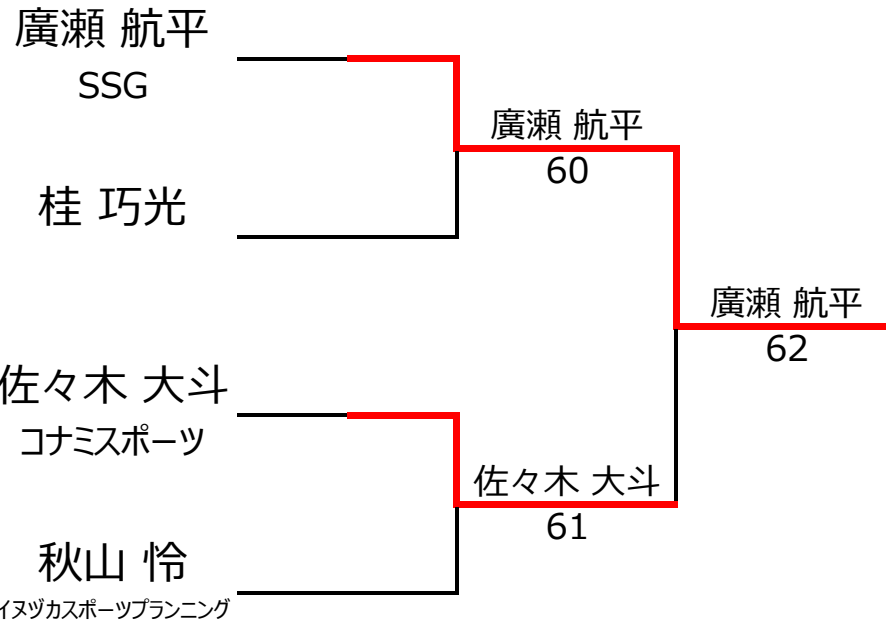 廣瀬 航平
SSG
廣瀬 航平
60
桂 巧光
廣瀬 航平
62
佐々木 大斗
コナミスポーツ
佐々木 大斗
61
秋山 怜
イヌヅカスポーツプランニング